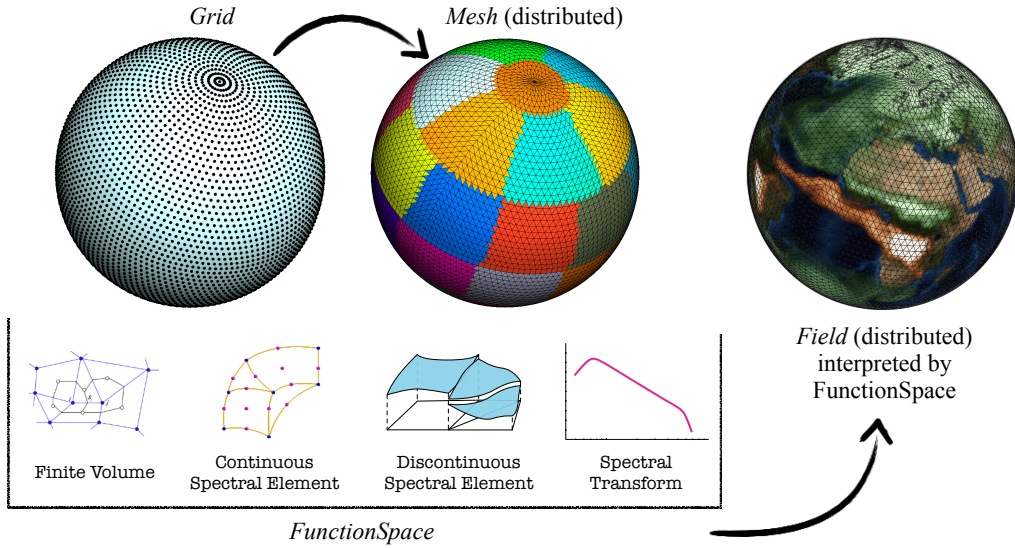 Grid
Mesh (distributed)
Field (distributed)
interpreted by
FunctionSpace
Finite Volume
Continuous
Spectral Element
Discontinuous
Spectral Element
Spectral
Transform
FunctionSpace